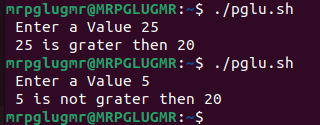 mrpglugmr@MRPGLUGMR:~$ ./pglu.sh
Enter a Value 25
25 is grater then 20
mrpglugmr@MRPGLUGMR:~$ ./pglu.sh
Enter a Value 5
5 is not grater then 20
mrpglugmr@MRPGLUGMR:~$